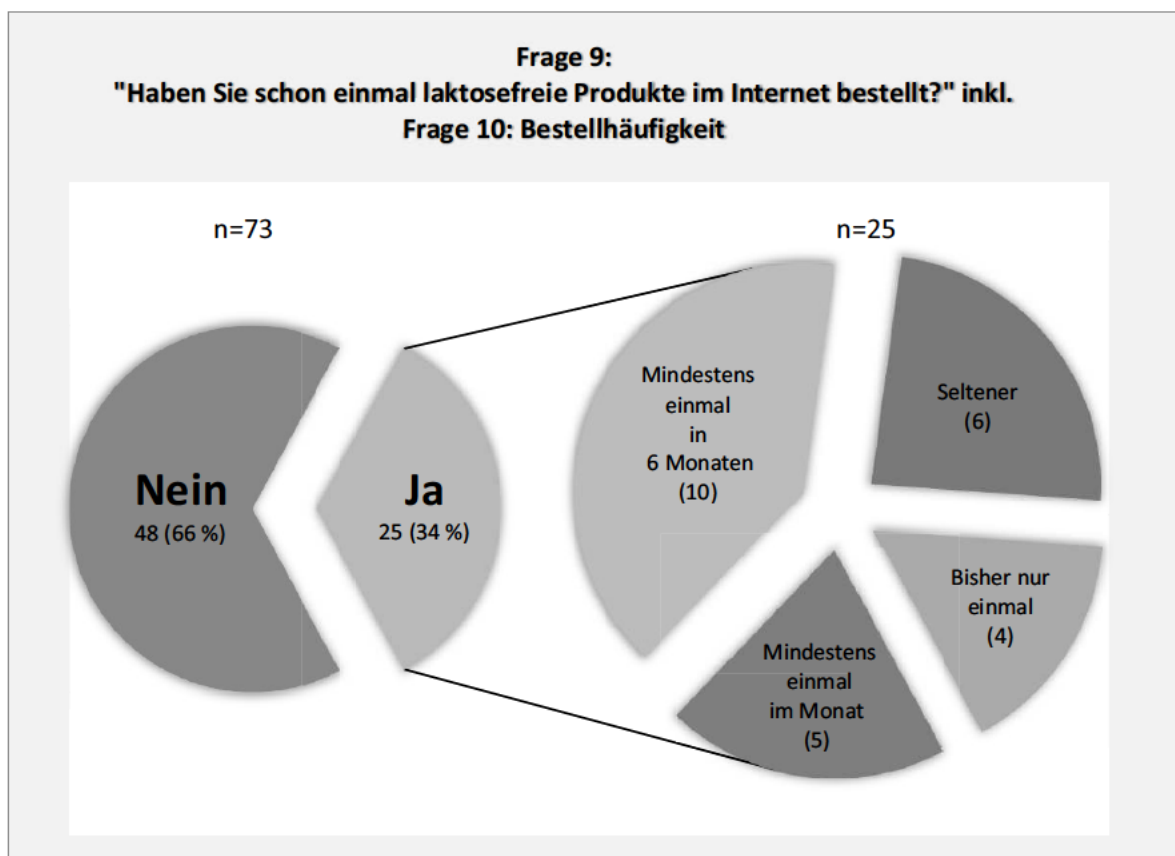 Frage 9:
"Haben Sie schon einmal laktosefreie Produkte im Internet bestellt?" inkl.
Frage 10: Bestellhäufigkeit
n=73
n=25
Nein
48 (66 %)
Ja
25 (34 %)
Mindestens
einmal
in
6 Monaten
(10)
Seltener
(6)
Bisher nur
einmal
(4)
Mindestens
einmal
im Monat
(5)